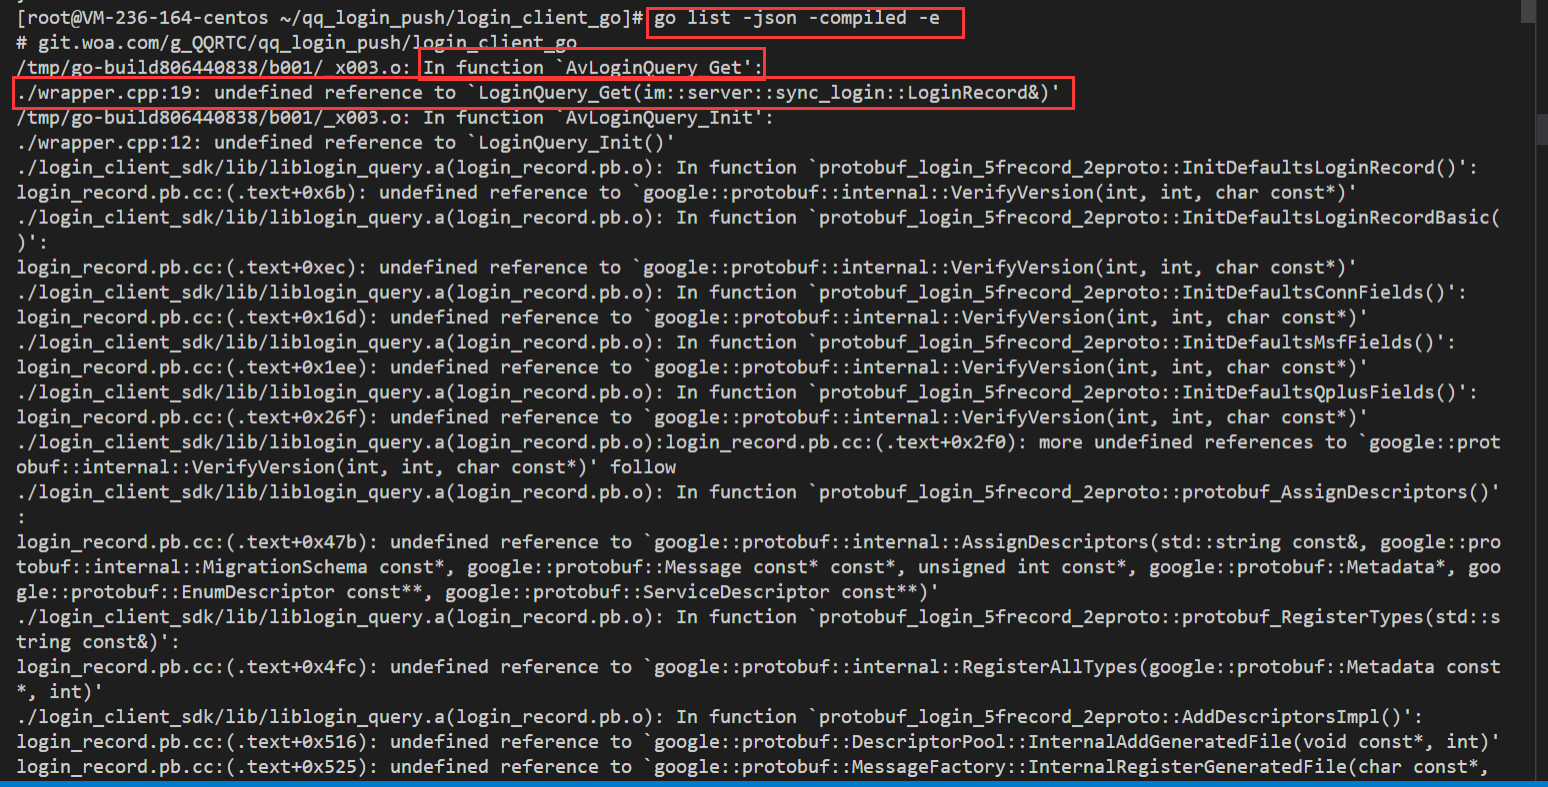 [root@VM-236-164-centos ~/qq_login_push/login_client_go]# go list -json -compiled -e
# git.woa.com/g_QQRTC/qq_login_push/login_client_go
/tmp/go-build806440838/b001/_x003.o: In function `AvLoginQuery_Get':
./wrapper.cpp:19: undefined reference to `LoginQuery_Get(im::server::sync_login::LoginRecord&)'
/tmp/go-build806440838/b001/_x003.o: In function `AvLoginQuery_Init':
./wrapper.cpp:12: undefined reference to `LoginQuery_Init()'
./login_client_sdk/lib/liblogin_query.a(login_record.pb.o): In function `protobuf_login_5frecord_2eproto::InitDefaultsLoginRecord()':
login_record.pb.cc:(.text+0x6b): undefined reference to `google::protobuf::internal::VerifyVersion(int, int, char const*)'
./login_client_sdk/lib/liblogin_query.a(login_record.pb.o): In function `protobuf_login_5frecord_2eproto::InitDefaultsLoginRecordBasic(
)':
login_record.pb.cc:(.text+0xec): undefined reference to `google::protobuf::internal::VerifyVersion(int, int, char const*)'
./login_client_sdk/lib/liblogin_query.a(login_record.pb.o): In function `protobuf_login_5frecord_2eproto::InitDefaultsConnFields()':
login_record.pb.cc:(.text+0x16d): undefined reference to `google::protobuf::internal::VerifyVersion(int, int, char const*)'
./login_client_sdk/lib/liblogin_query.a(login_record.pb.o): In function `protobuf_login_5frecord_2eproto::InitDefaultsMsfFields()':
login_record.pb.cc:(.text+0x1ee): undefined reference to `google::protobuf::internal::VerifyVersion(int, int, char const*)'
./login_client_sdk/lib/liblogin_query.a(login_record.pb.o): In function `protobuf_login_5frecord_2eproto::InitDefaultsQplusFields()':
login_record.pb.cc:(.text+0x26f): undefined reference to `google::protobuf::internal::VerifyVersion(int, int, char const*)'
./login_client_sdk/lib/liblogin_query.a(login_record.pb.o):login_record.pb.cc:(.text+0x2f0): more undefined references to `google::prot
obuf::internal::VerifyVersion(int, int, char const*)' follow
./login_client_sdk/lib/liblogin_query.a(login_record.pb.o): In function `protobuf_login_5frecord_2eproto::protobuf_AssignDescriptors()'
:
login_record.pb.cc:(.text+0x47b): undefined reference to `google::protobuf::internal::AssignDescriptors(std::string const&, google::pro
tobuf::internal::MigrationSchema const*, google::protobuf::Message const* const*, unsigned int const*, google::protobuf::Metadata*, goo
gle::protobuf::EnumDescriptor const**, google::protobuf::ServiceDescriptor const**)'
./login_client_sdk/lib/liblogin_query.a(login_record.pb.o): In function `protobuf_login_5frecord_2eproto::protobuf_RegisterTypes(std::s
tring const&)':
login_record.pb.cc:(.text+0x4fc): undefined reference to `google::protobuf::internal::RegisterAllTypes(google::protobuf::Metadata const
*, int)'
./login_client_sdk/lib/liblogin_query.a(login_record.pb.o): In function `protobuf_login_5frecord_2eproto::AddDescriptorsImpl()':
login_record.pb.cc:(.text+0x516): undefined reference to `google::protobuf::DescriptorPool::InternalAddGeneratedFile(void const*, int)'
login_record.pb.cc:(.text+0x525): undefined reference to `google::protobuf::MessageFactory::InternalRegisterGeneratedFile(char const*,